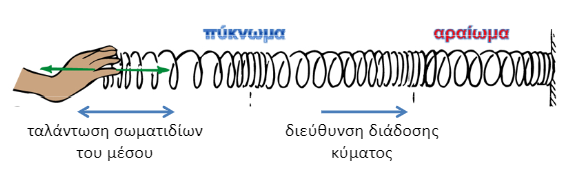 πύκνωμα αραίωμα
ταλάντωση σωματιδίων
του μέσου
διεύθυνση διάδοσης
κύματος